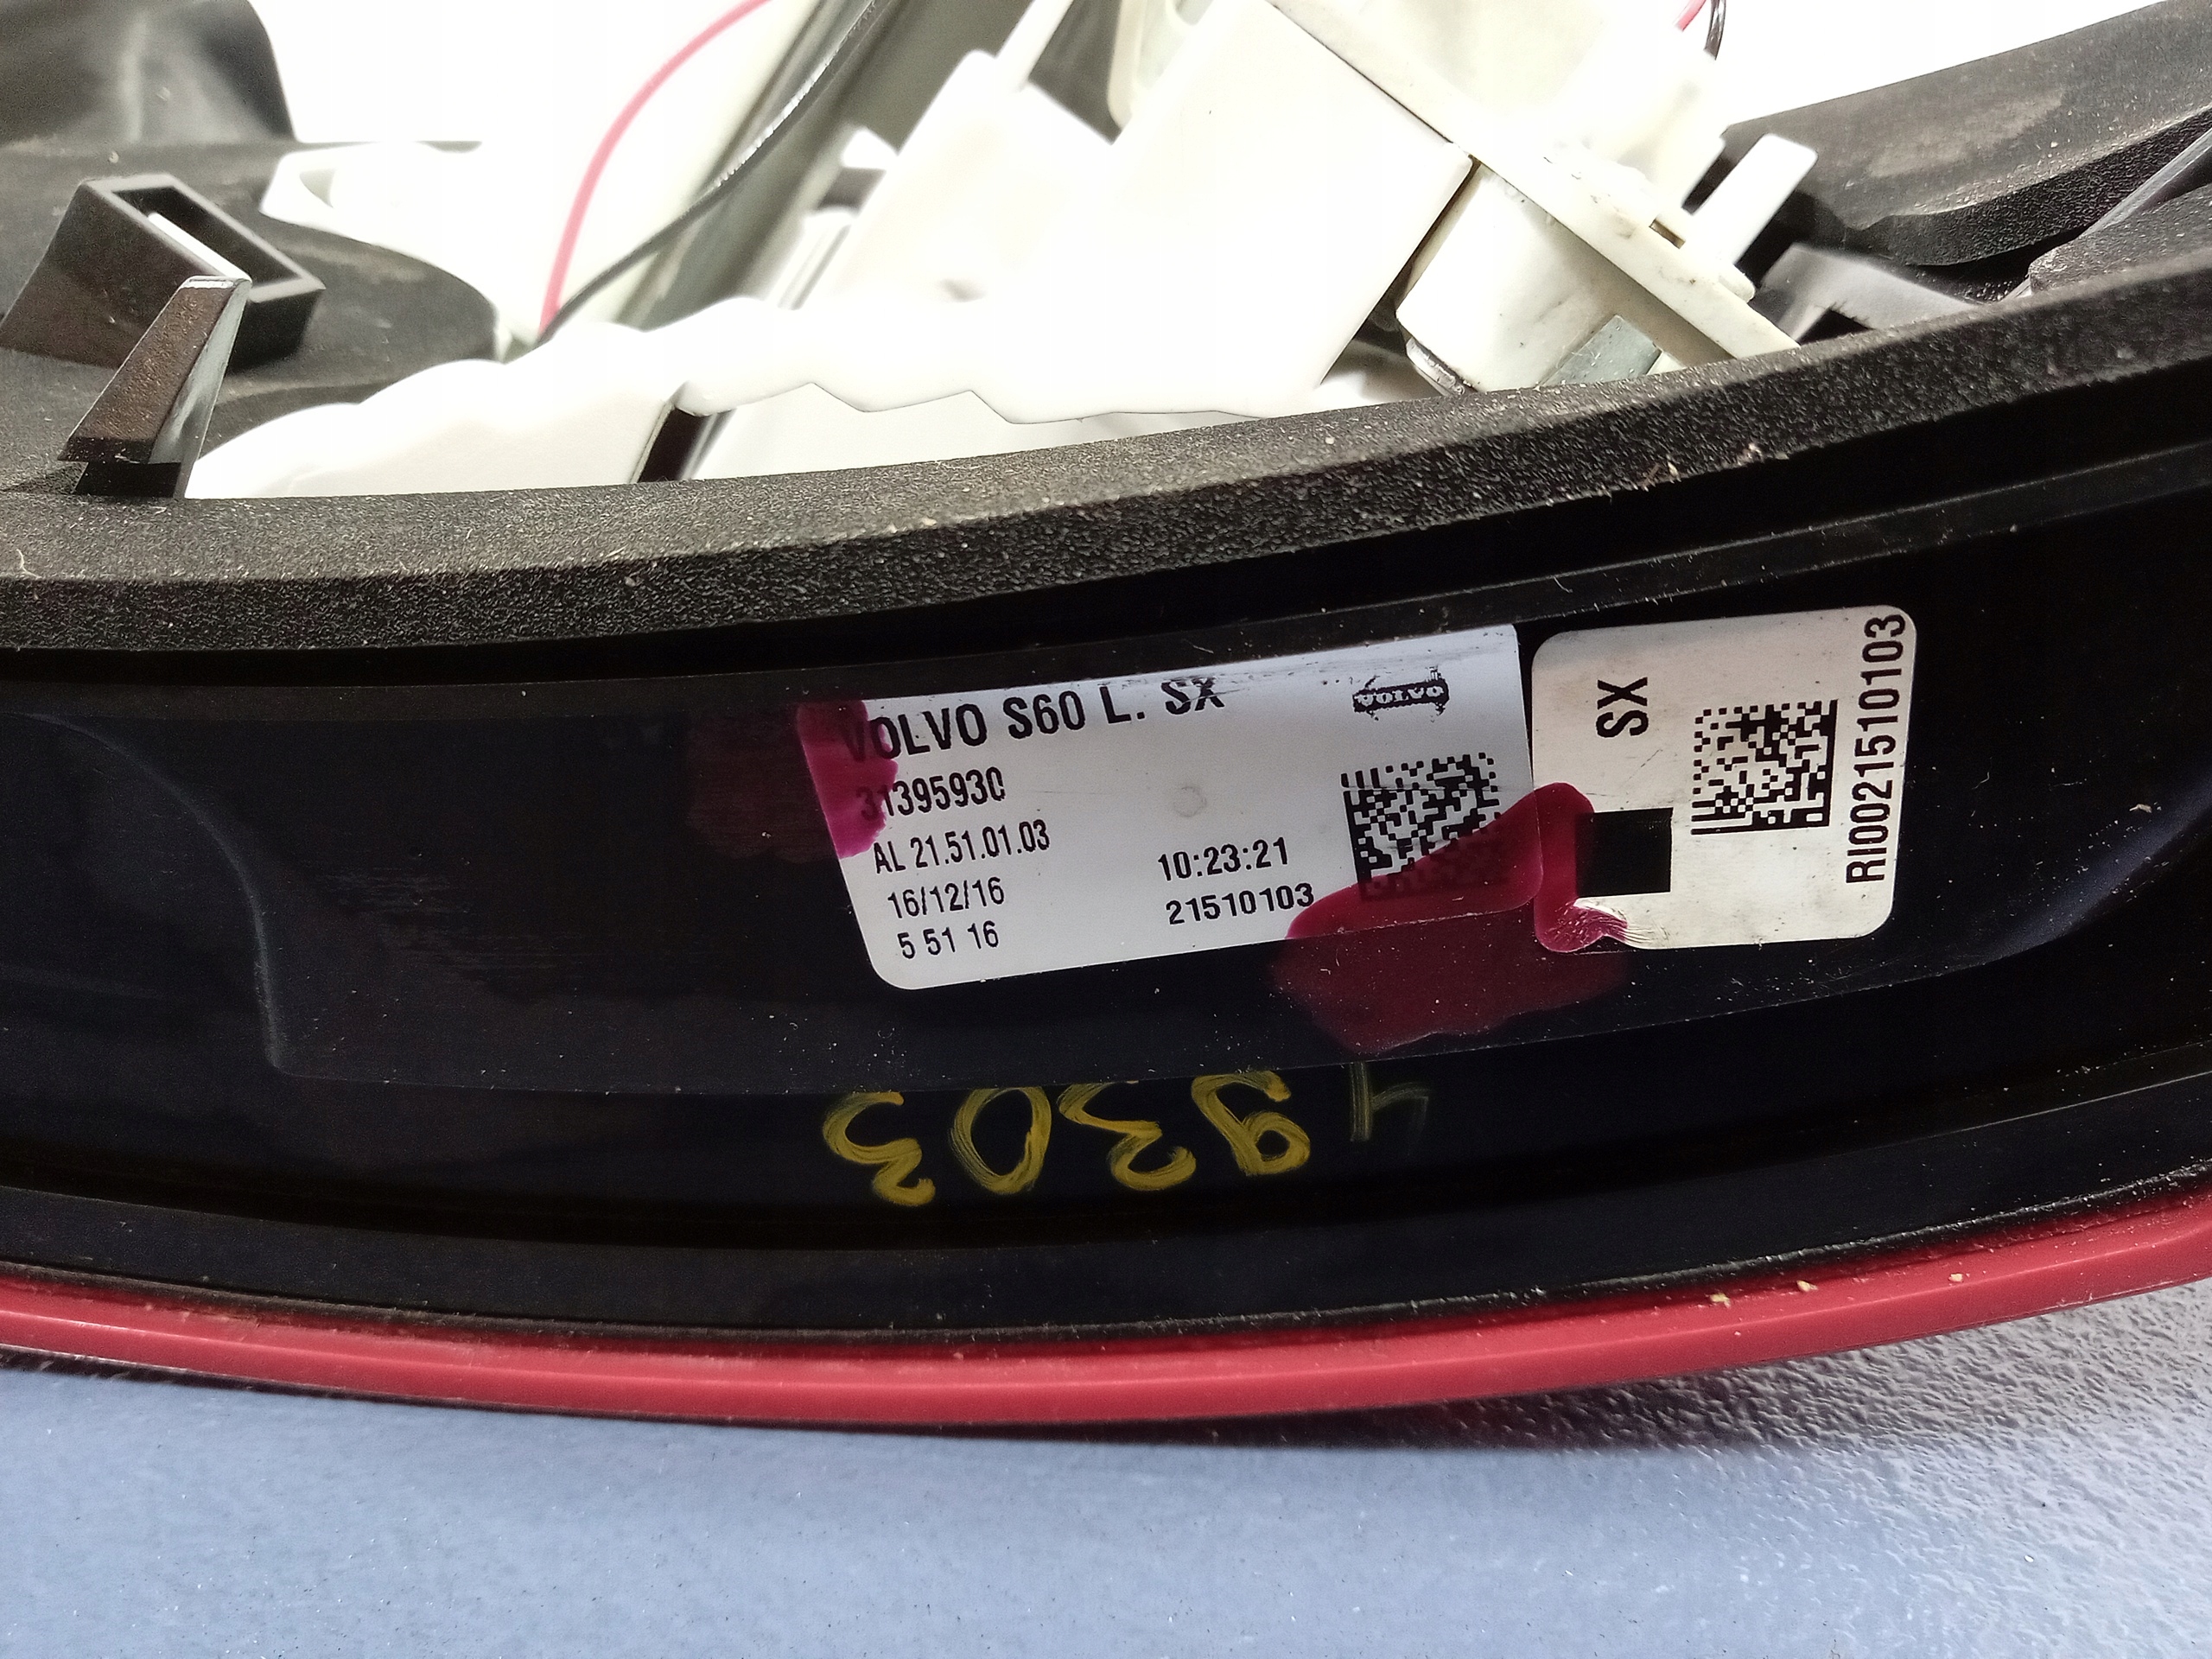 VOLVO S60 L. SX
VOLVO
31395930
AL 21.51.01.03
16/12/16
10:23:21
5 51 16
21510103
SX
RI0021510103
49303